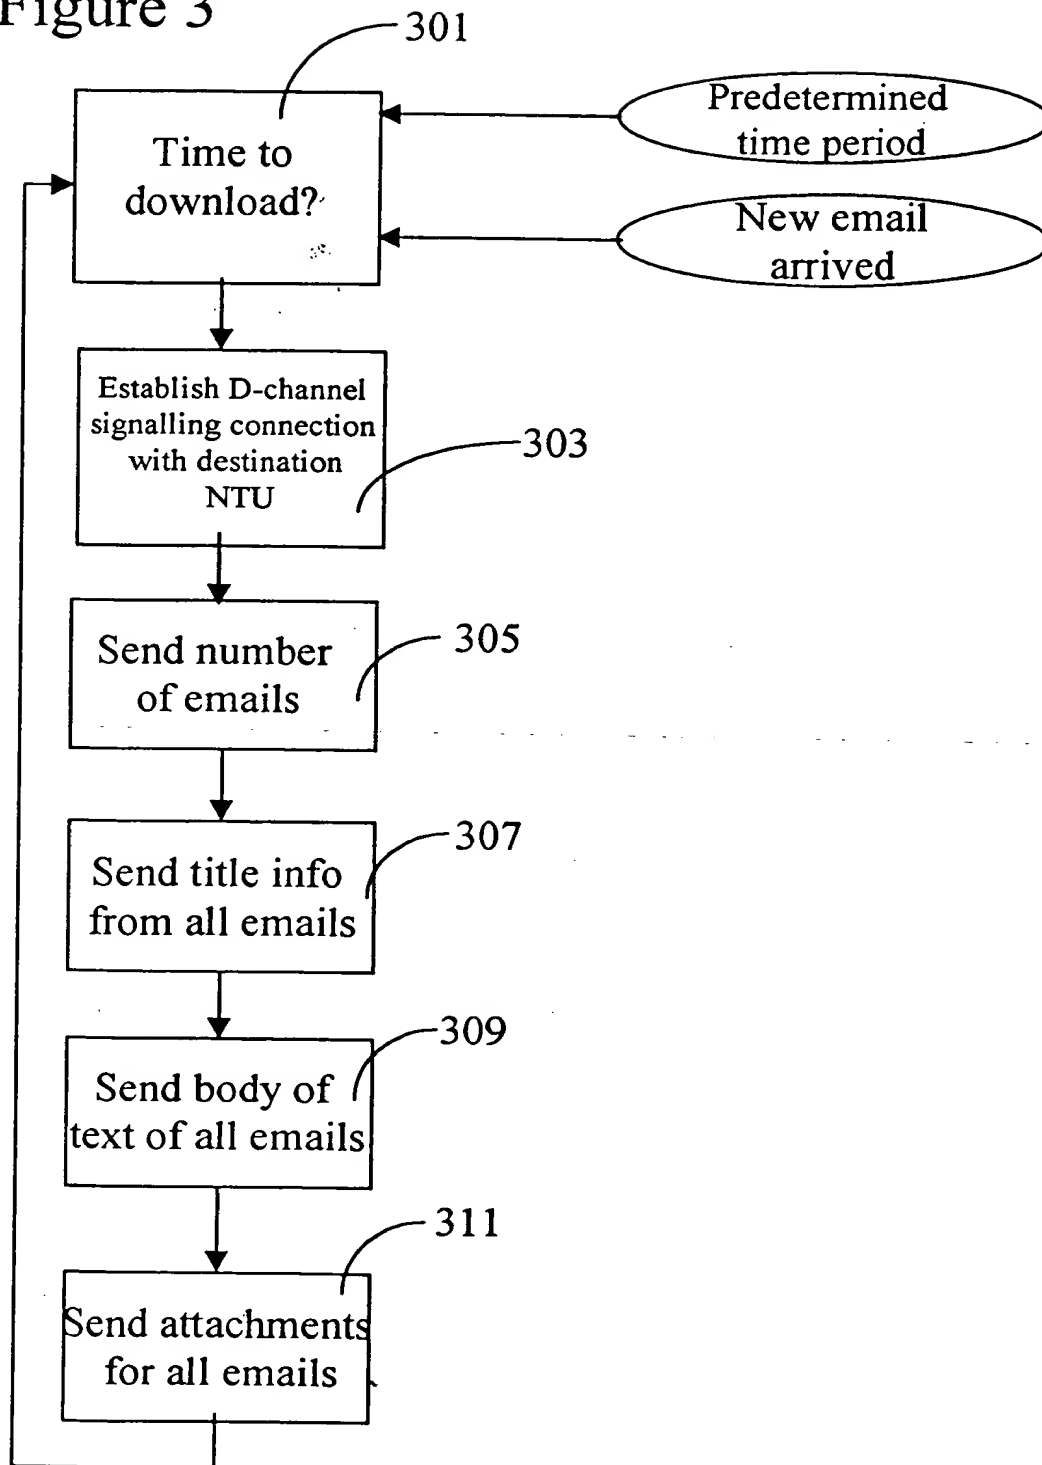 Figure 3
301
Time to
download?
Predetermined
time period
New email
arrived
Establish D-channel
signalling connection
with destination
NTU
303
Send number
of emails
305
Send title info
from all emails
307
Send body of
text of all emails
309
Send attachments
for all emails
311